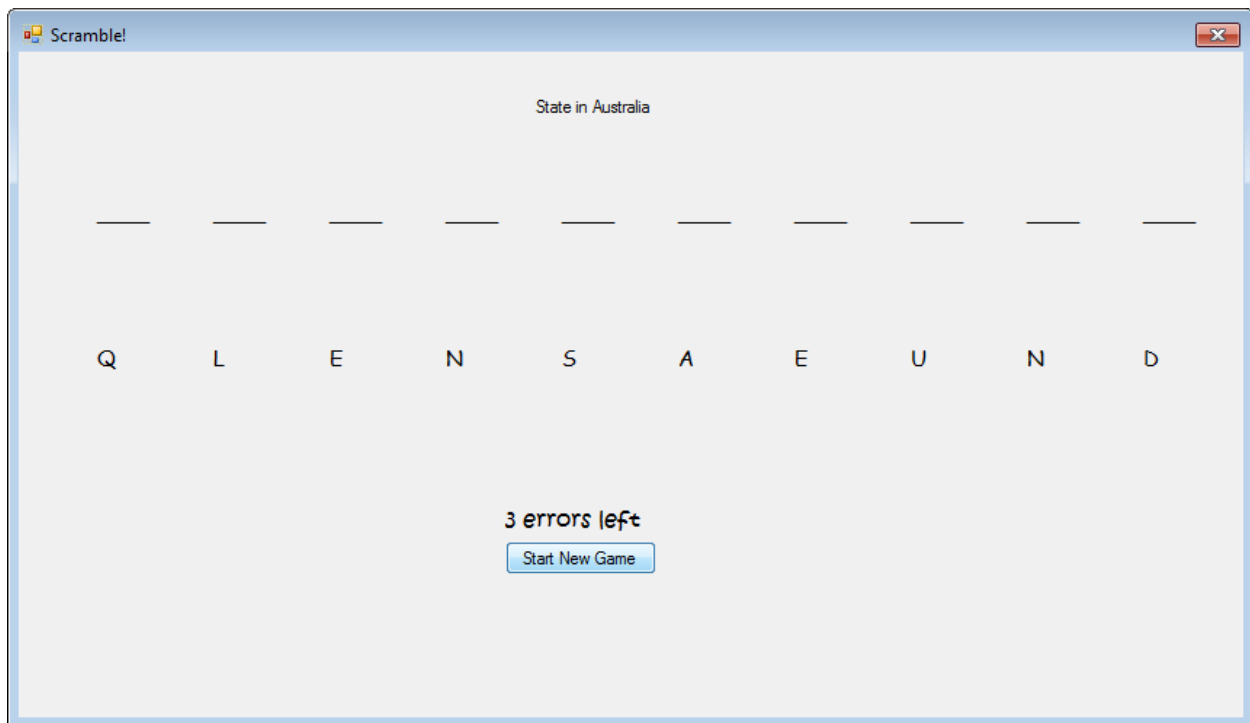 Scramble!
State in Australia
Q L E N S A E U N D
3 errors left
Start New Game